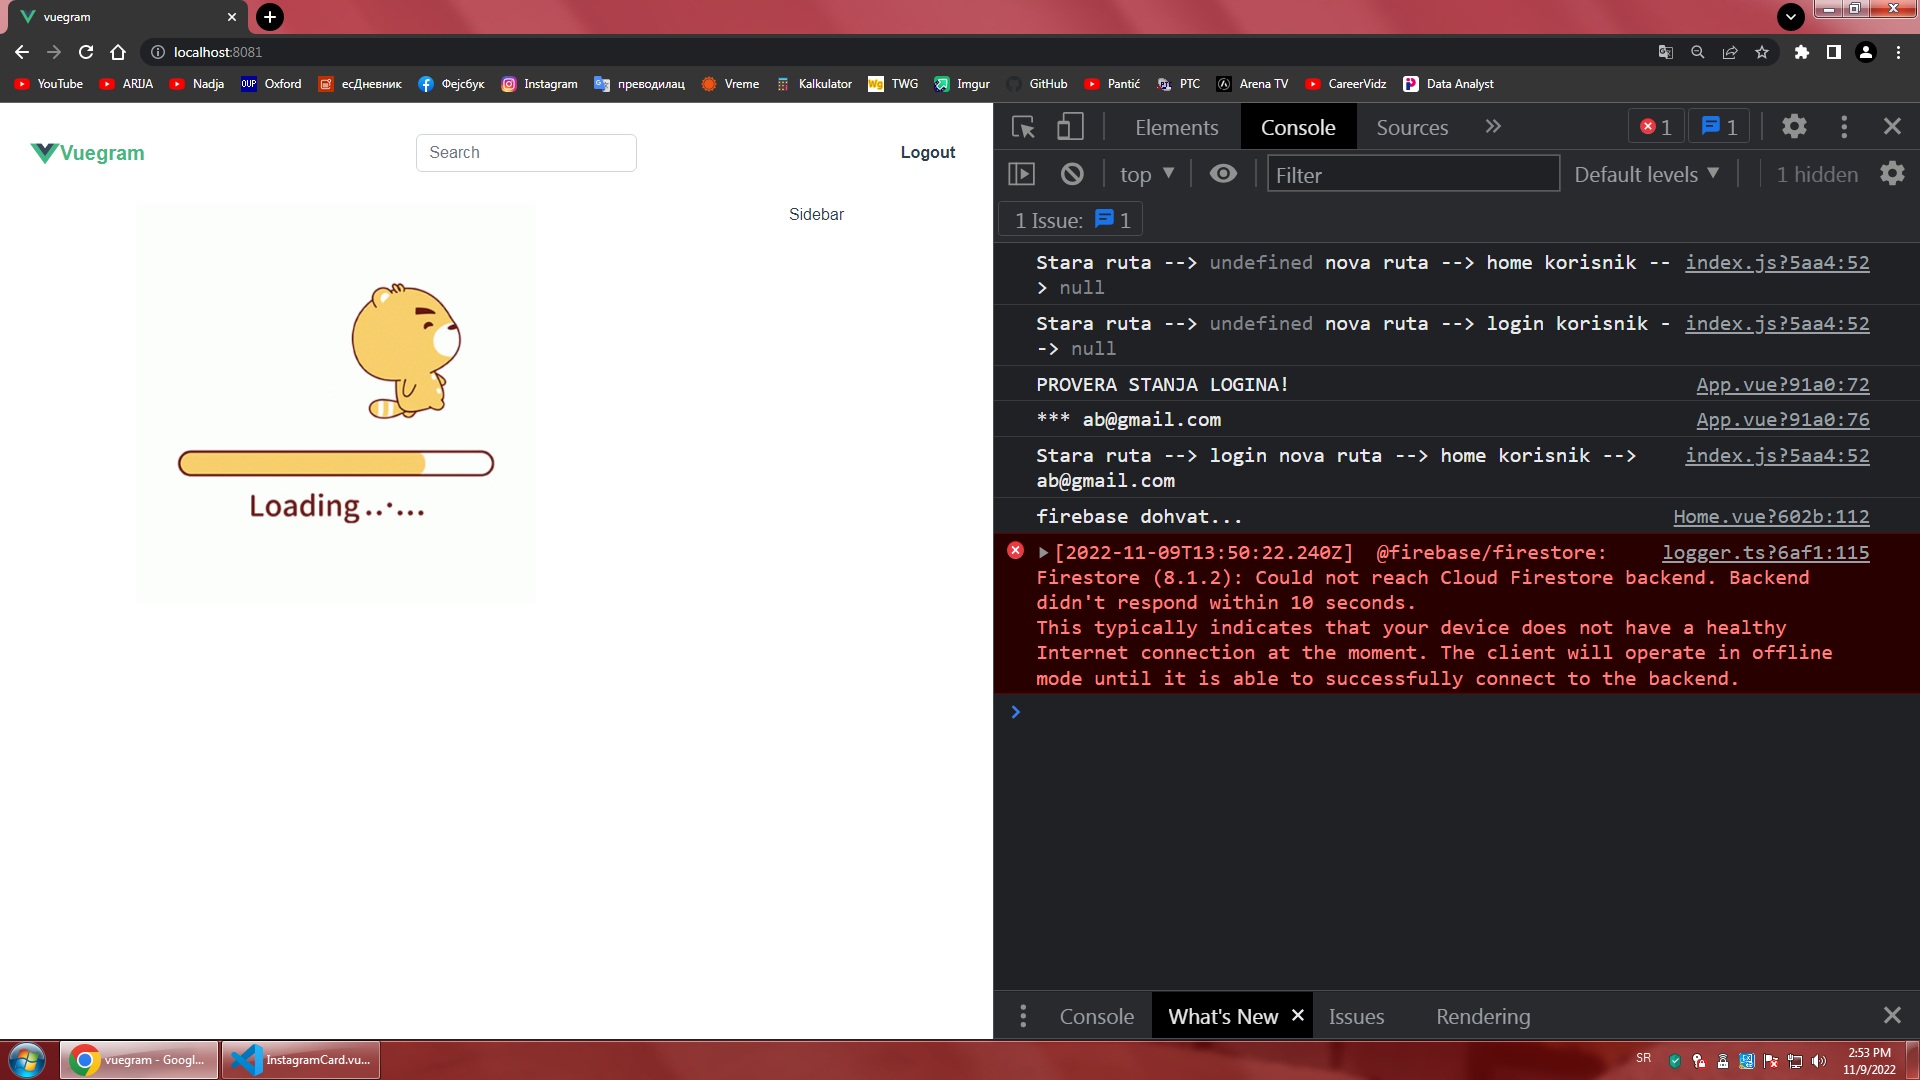 vuegram
localhost:8081
YouTube ARIJA Nadja OUP Oxford есДневник Фејсбук Instagram преводилац Vreme Kalkulator Wg TWG Imgur GitHub Pantić РТС Arena TV CareerVidz Data Analyst
Vuegram
Search
Logout
Sidebar
Loading ..·...
Elements Console Sources 1 1
top Filter Default levels 1 hidden
1 Issue: 1
Stara ruta --> undefined nova ruta --> home korisnik -- index.js?5aa4:52
> null
Stara ruta --> undefined nova ruta --> login korisnik - index.js?5aa4:52
-> null
PROVERA STANJA LOGINA! App.vue?91a0:72
*** ab@gmail.com App.vue?91a0:76
Stara ruta --> login nova ruta --> home korisnik --> index.js?5aa4:52
ab@gmail.com
firebase dohvat... Home.vue?602b:112
[2022-11-09T13:50:22.240Z] @firebase/firestore: logger.ts?6af1:115
Firestore (8.1.2): Could not reach Cloud Firestore backend. Backend
didn't respond within 10 seconds.
This typically indicates that your device does not have a healthy
Internet connection at the moment. The client will operate in offline
mode until it is able to successfully connect to the backend.
Console What's New Issues Rendering
vuegram - Googl... InstagramCard.vu... SR 2:53 PM
11/9/2022